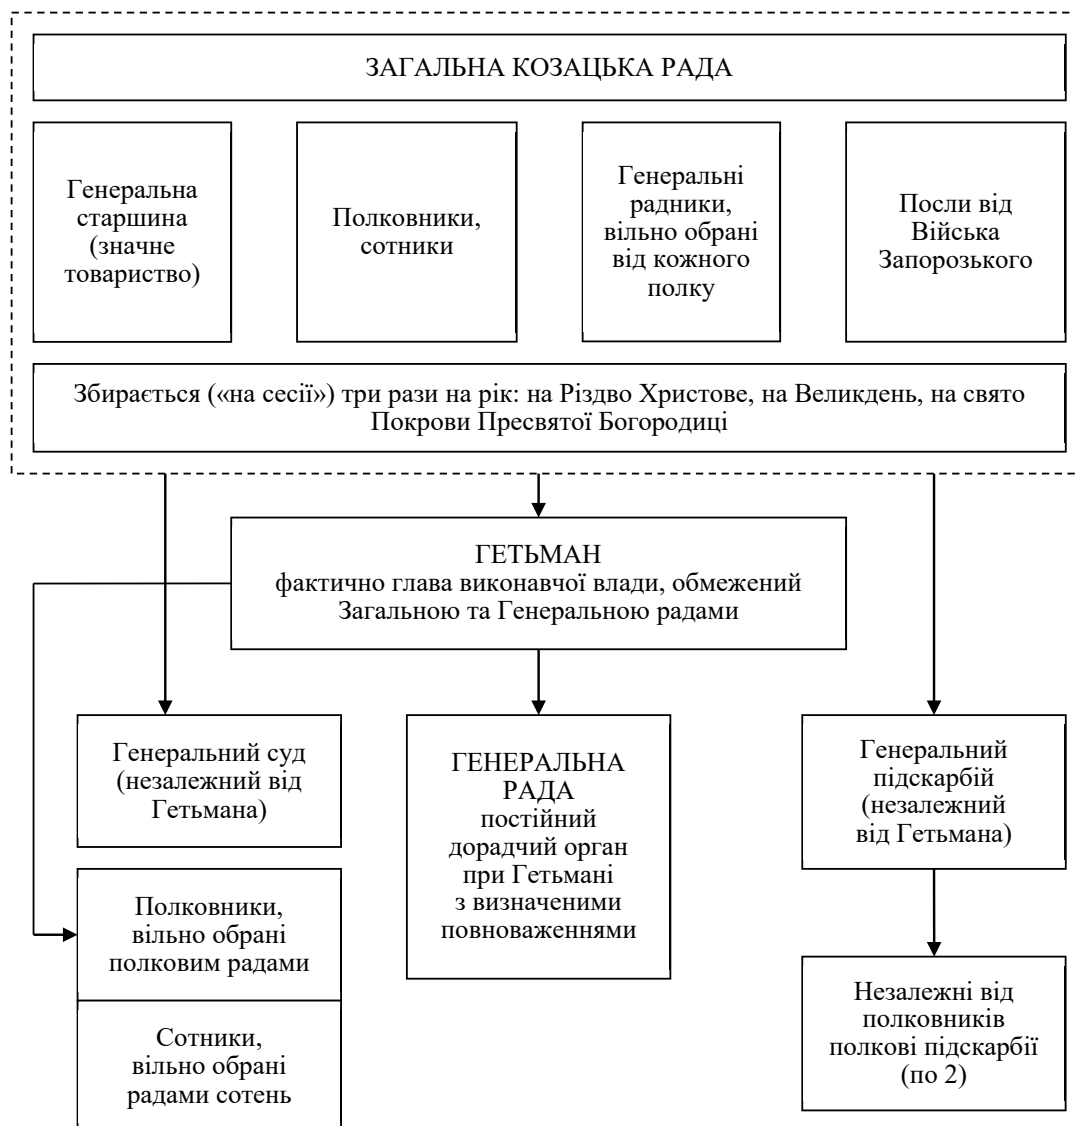 ЗАГАЛЬНА КОЗАЦЬКА РАДА
Генеральна
старшина
(значне
товариство)
Полковники,
сотники
Генеральні
радники,
вільно обрані
від кожного
полку
Посли від
Війська
Запорозького
Збирається («на сесії») три рази на рік: на Різдво Христове, на Великдень, на свято
Покрови Пресвятої Богородиці
ГЕТЬМАН
фактично глава виконавчої влади, обмежений
Загальною та Генеральною радами
Генеральний суд
(незалежний від
Гетьмана)
ГЕНЕРАЛЬНА
РАДА
постійний
дорадчий орган
при Гетьмані
з визначеними
повноваженнями
Генеральний
підскарбій
(незалежний
від Гетьмана)
Полковники,
вільно обрані
полковим радами
Сотники,
вільно обрані
радами сотень
Незалежні від
полковників
полкові підскарбії
(по 2)